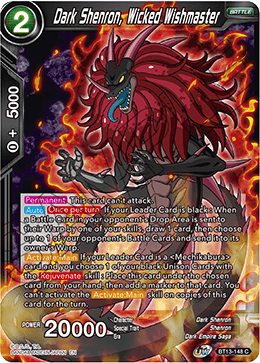 2
Dark Shenron, Wicked Wishmaster
BATTLE
+ 5000
Permanent This card can't attack.
Auto Once per turn If your Leader Card is black: When
a Battle Card in your opponent's Drop Area is sent to
their Warp by one of your skills, draw 1 card, then choose
up to 1 of your opponent's Battle Cards and send it to its
owner's Warp.
Activate Main If your Leader Card is a <Mechikabura>
card and you choose 1 of your black Unison Cards with
the Rejuvenate skill: Place this card under the chosen
card from your hand, then add a marker to that card. You
can't activate the Activate Main skill on copies of this
card for the turn.
POWER 20000
Character Dark Shenron
Special Trait Shenron
Era Dark Empire Saga
BT13-148 C